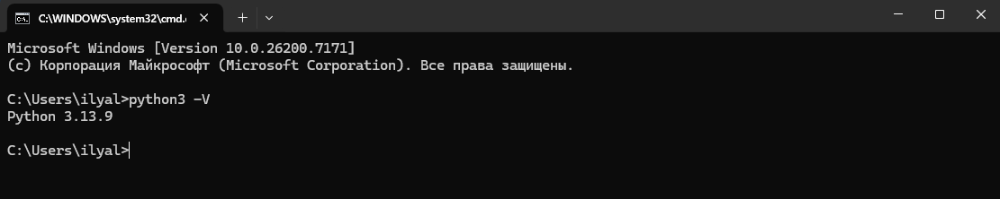 C:\WINDOWS\system32\cmd.
Microsoft Windows [Version 10.0.26200.7171]
(c) Корпорация Майкрософт (Microsoft Corporation). Все права защищены.
C:\Users\ilyal>python3 -V
Python 3.13.9
C:\Users\ilyal>